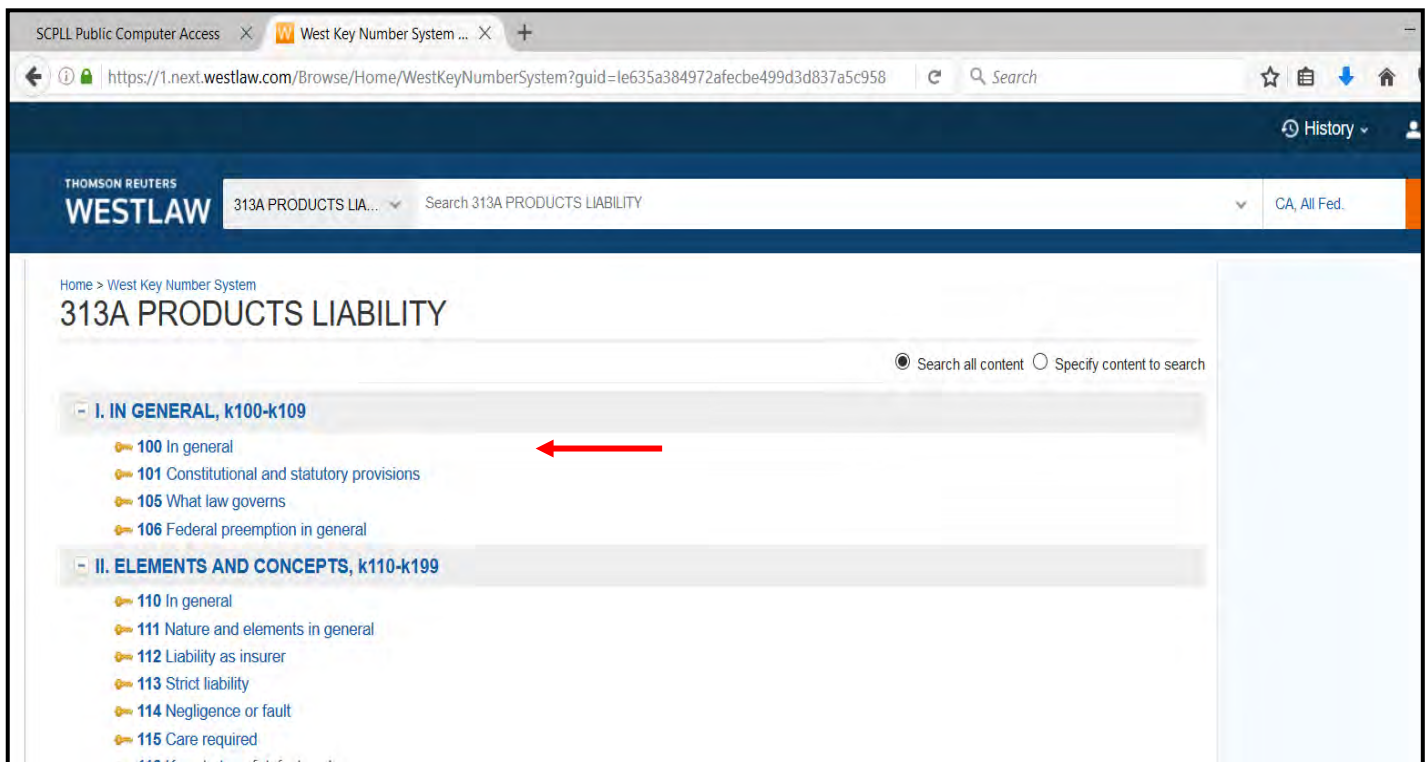 SCPLL Public Computer Access
West Key Number System ...
https://1.next.westlaw.com/Browse/Home/WestKeyNumberSystem?guid=Ie635a384972afecbe499d3d837a5c958
Search
History
THOMSON REUTERS
WESTLAW
313A PRODUCTS LIA...
Search 313A PRODUCTS LIABILITY
CA, All Fed.
Home > West Key Number System
313A PRODUCTS LIABILITY
Search all content
Specify content to search
I. IN GENERAL, k100-k109
100 In general
101 Constitutional and statutory provisions
105 What law governs
106 Federal preemption in general
II. ELEMENTS AND CONCEPTS, k110-k199
110 In general
111 Nature and elements in general
112 Liability as insurer
113 Strict liability
114 Negligence or fault
115 Care required